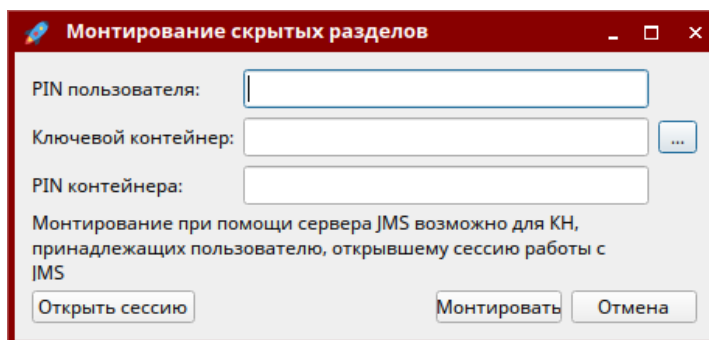 Монтирование скрытых разделов
PIN пользователя:
Ключевой контейнер:
...
PIN контейнера:
Монтирование при помощи сервера JMS возможно для КН,
принадлежащих пользователю, открывшему сессию работы с
JMS
Открыть сессию
Монтировать
Отмена